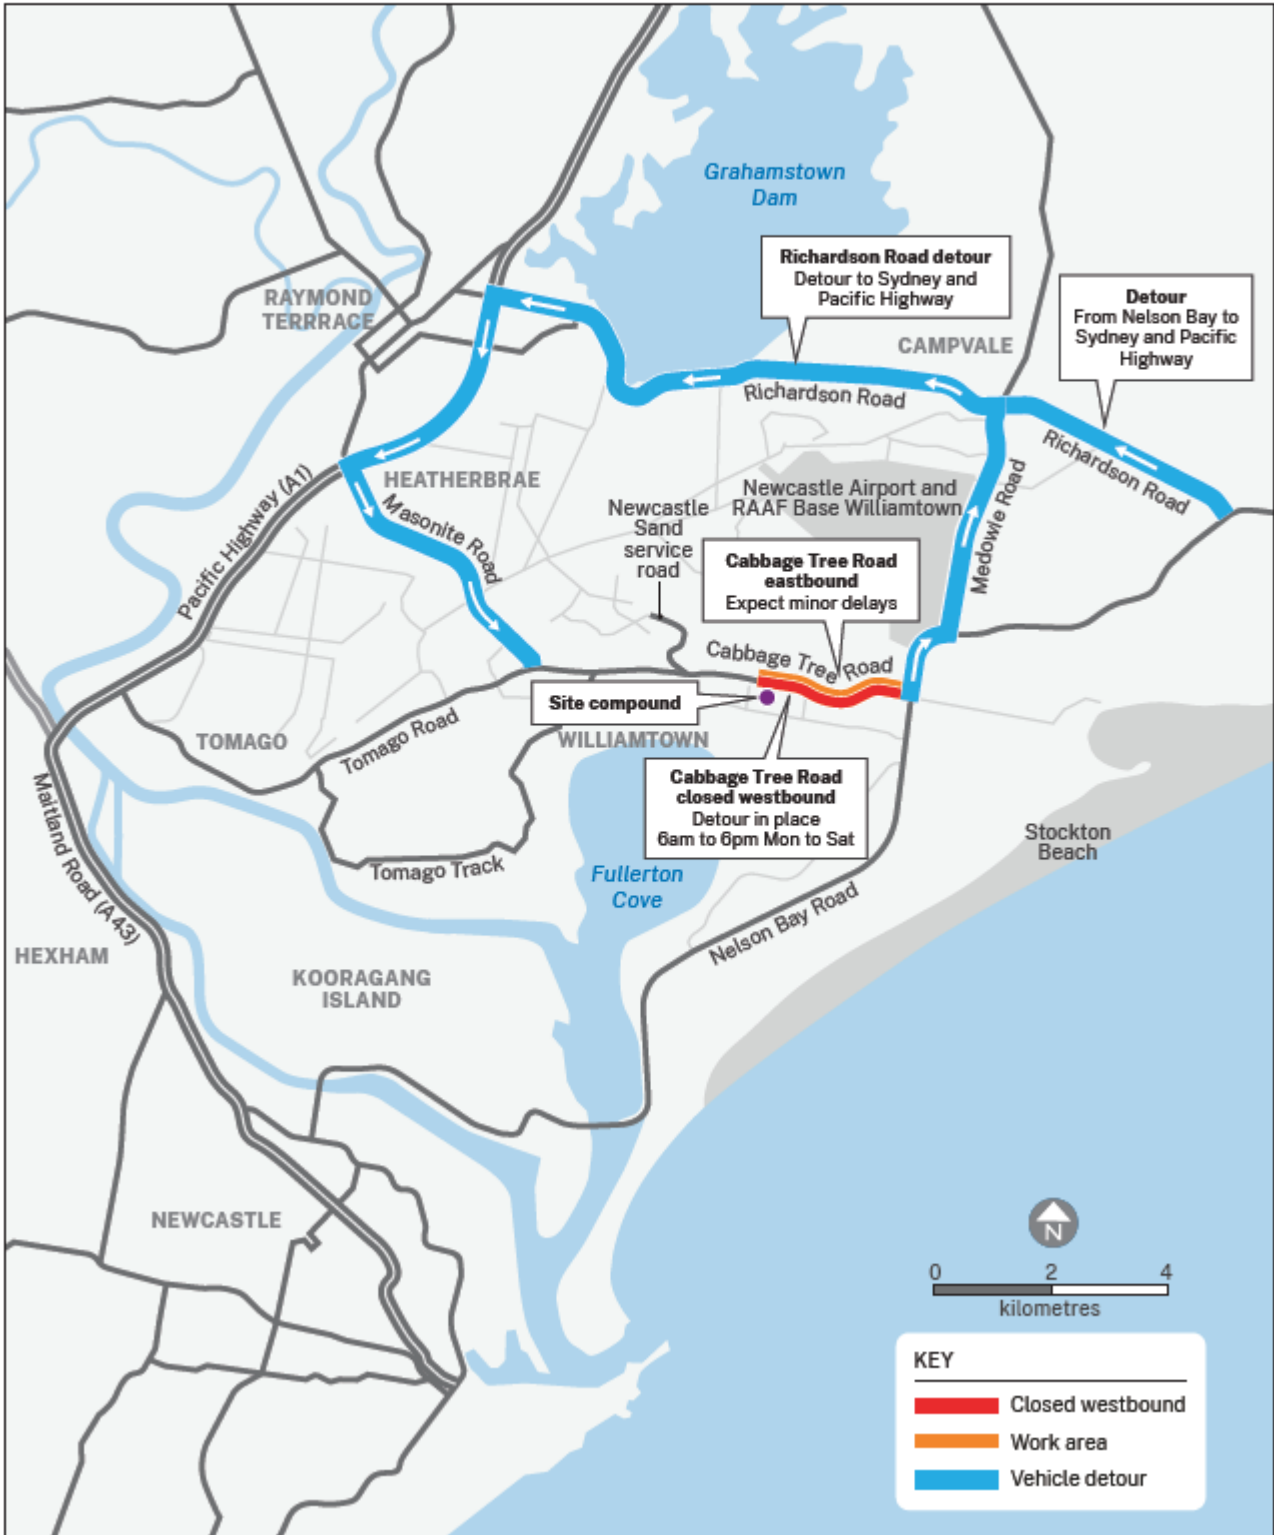 Grahamstown
Dam
Richardson Road detour
Detour to Sydney and
Pacific Highway
Detour
From Nelson Bay to
Sydney and Pacific
Highway
RAYMOND
TERRRACE
CAMPVALE
Richardson Road
Richardson Road
HEATHERBRAE
Pacific Highway (A1)
Masonite Road
Newcastle
Sand
service
road
Newcastle Airport and
RAAF Base Williamtown
Medowie Road
Cabbage Tree Road
eastbound
Expect minor delays
Cabbage Tree Road
Site compound
TOMAGO
Tomago Road
WILLIAMTOWN
Cabbage Tree Road
closed westbound
Detour in place
6am to 6pm Mon to Sat
Maitland Road (A43)
Tomago Track
Fullerton
Cove
Stockton
Beach
Nelson Bay Road
HEXHAM
KOORAGANG
ISLAND
NEWCASTLE
N
0 2 4
kilometres
KEY
Closed westbound
Work area
Vehicle detour